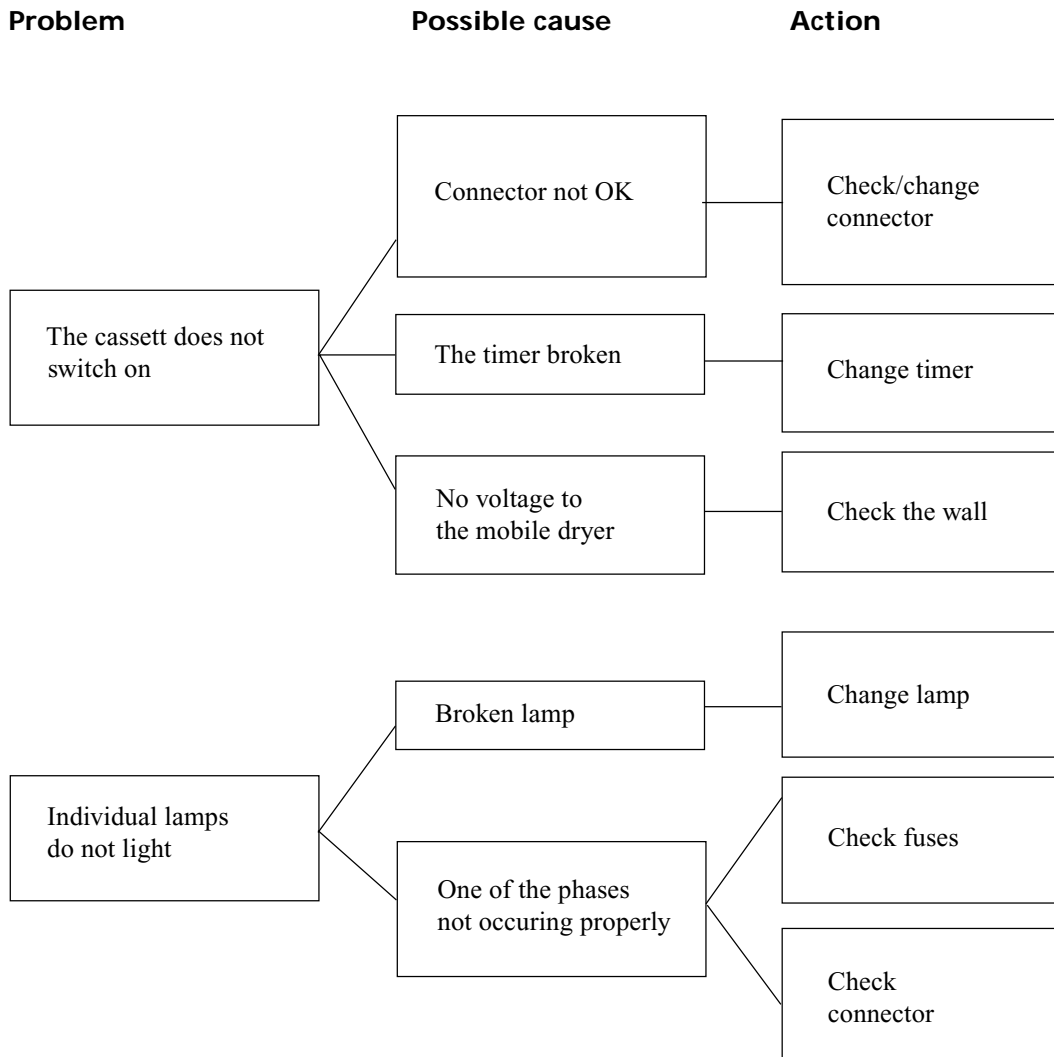 Problem
Possible cause
Action
Connector not OK
Check/change
connector
The cassett does not
switch on
The timer broken
Change timer
No voltage to
the mobile dryer
Check the wall
Broken lamp
Change lamp
Individual lamps
do not light
Check fuses
One of the phases
not occuring properly
Check
connector